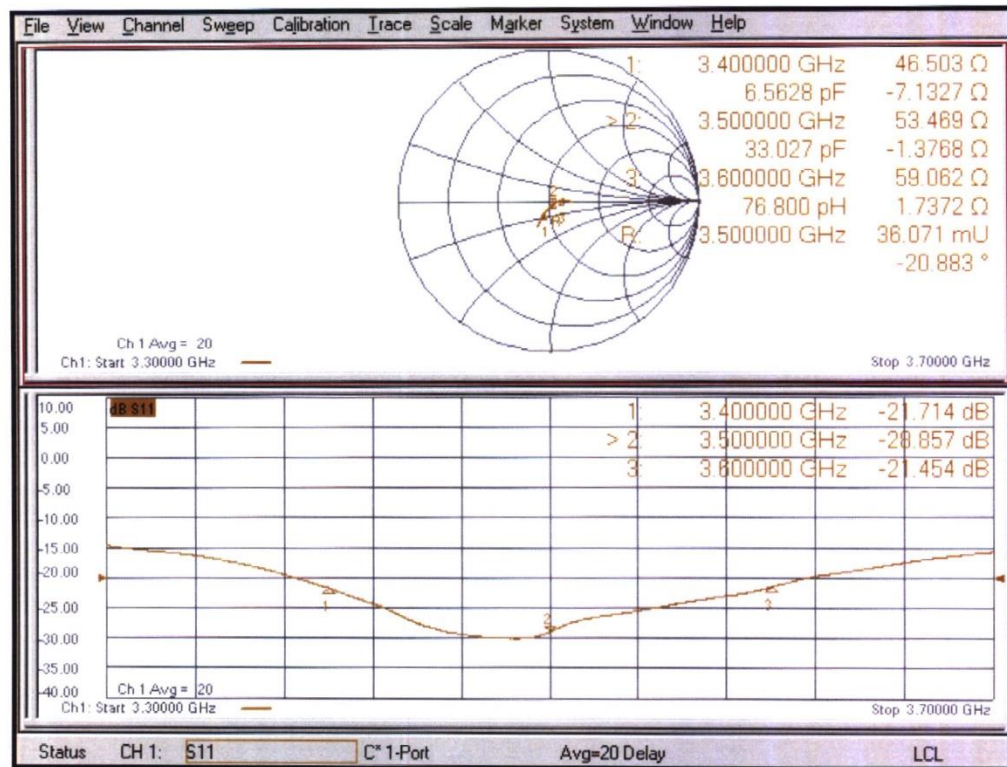 File View Channel Sweep Calibration Trace Scale Marker System Window Help
1: 3.400000 GHz 46.503 Ω
6.5628 pF -7.1327 Ω
> 2: 3.500000 GHz 53.469 Ω
33.027 pF -1.3768 Ω
3: 3.600000 GHz 59.062 Ω
76.800 pH 1.7372 Ω
R: 3.500000 GHz 36.071 mU
-20.883 °
2
1
Ch 1 Avg = 20
Ch1: Start 3.30000 GHz
Stop 3.70000 GHz
10.00
dB S11
1: 3.400000 GHz -21.714 dB
5.00
> 2: 3.500000 GHz -28.857 dB
0.00
3: 3.600000 GHz -21.454 dB
-5.00
-10.00
-15.00
-20.00
-25.00
1
2
3
-30.00
-35.00
-40.00
Ch 1 Avg = 20
Ch1: Start 3.30000 GHz
Stop 3.70000 GHz
Status CH 1: S11 C* 1-Port Avg=20 Delay LCL